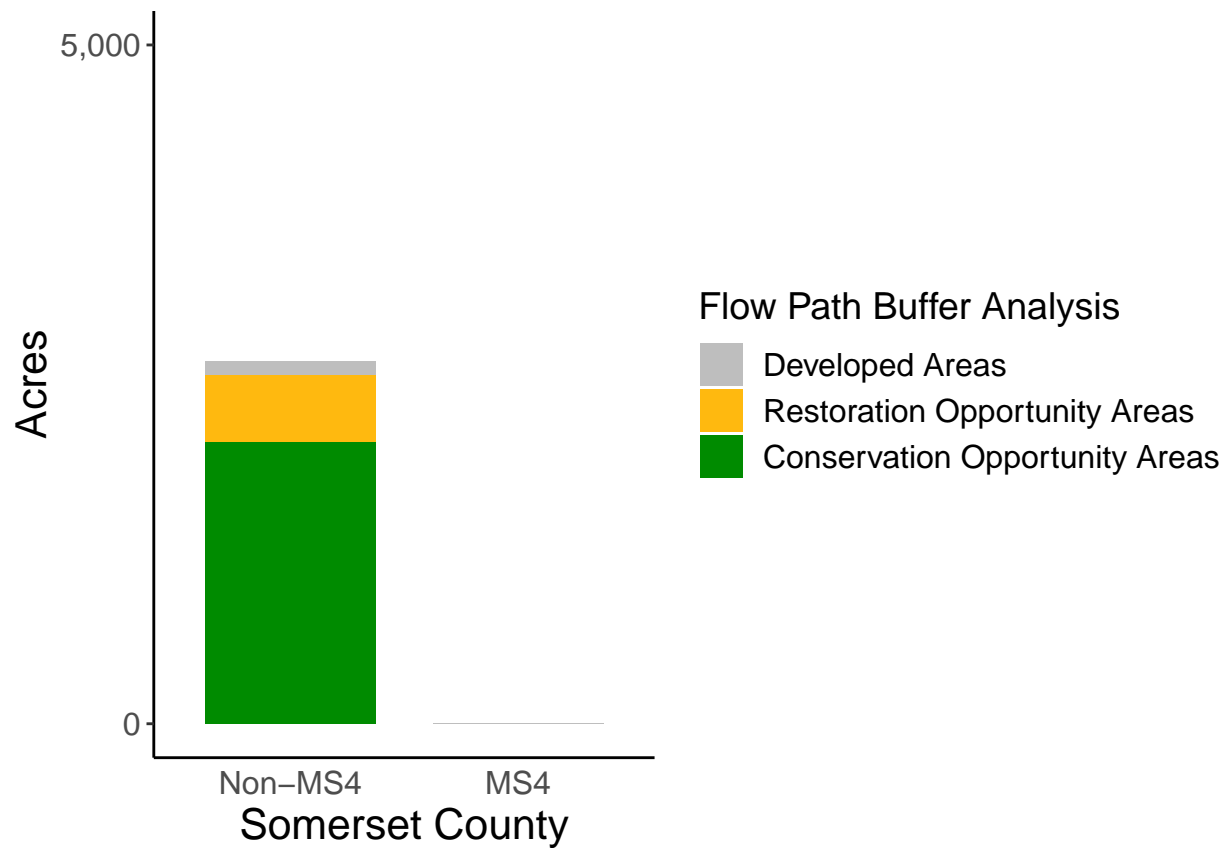 5,000
Acres
0
Non−MS4
MS4
Somerset County
Flow Path Buffer Analysis
Developed Areas
Restoration Opportunity Areas
Conservation Opportunity Areas